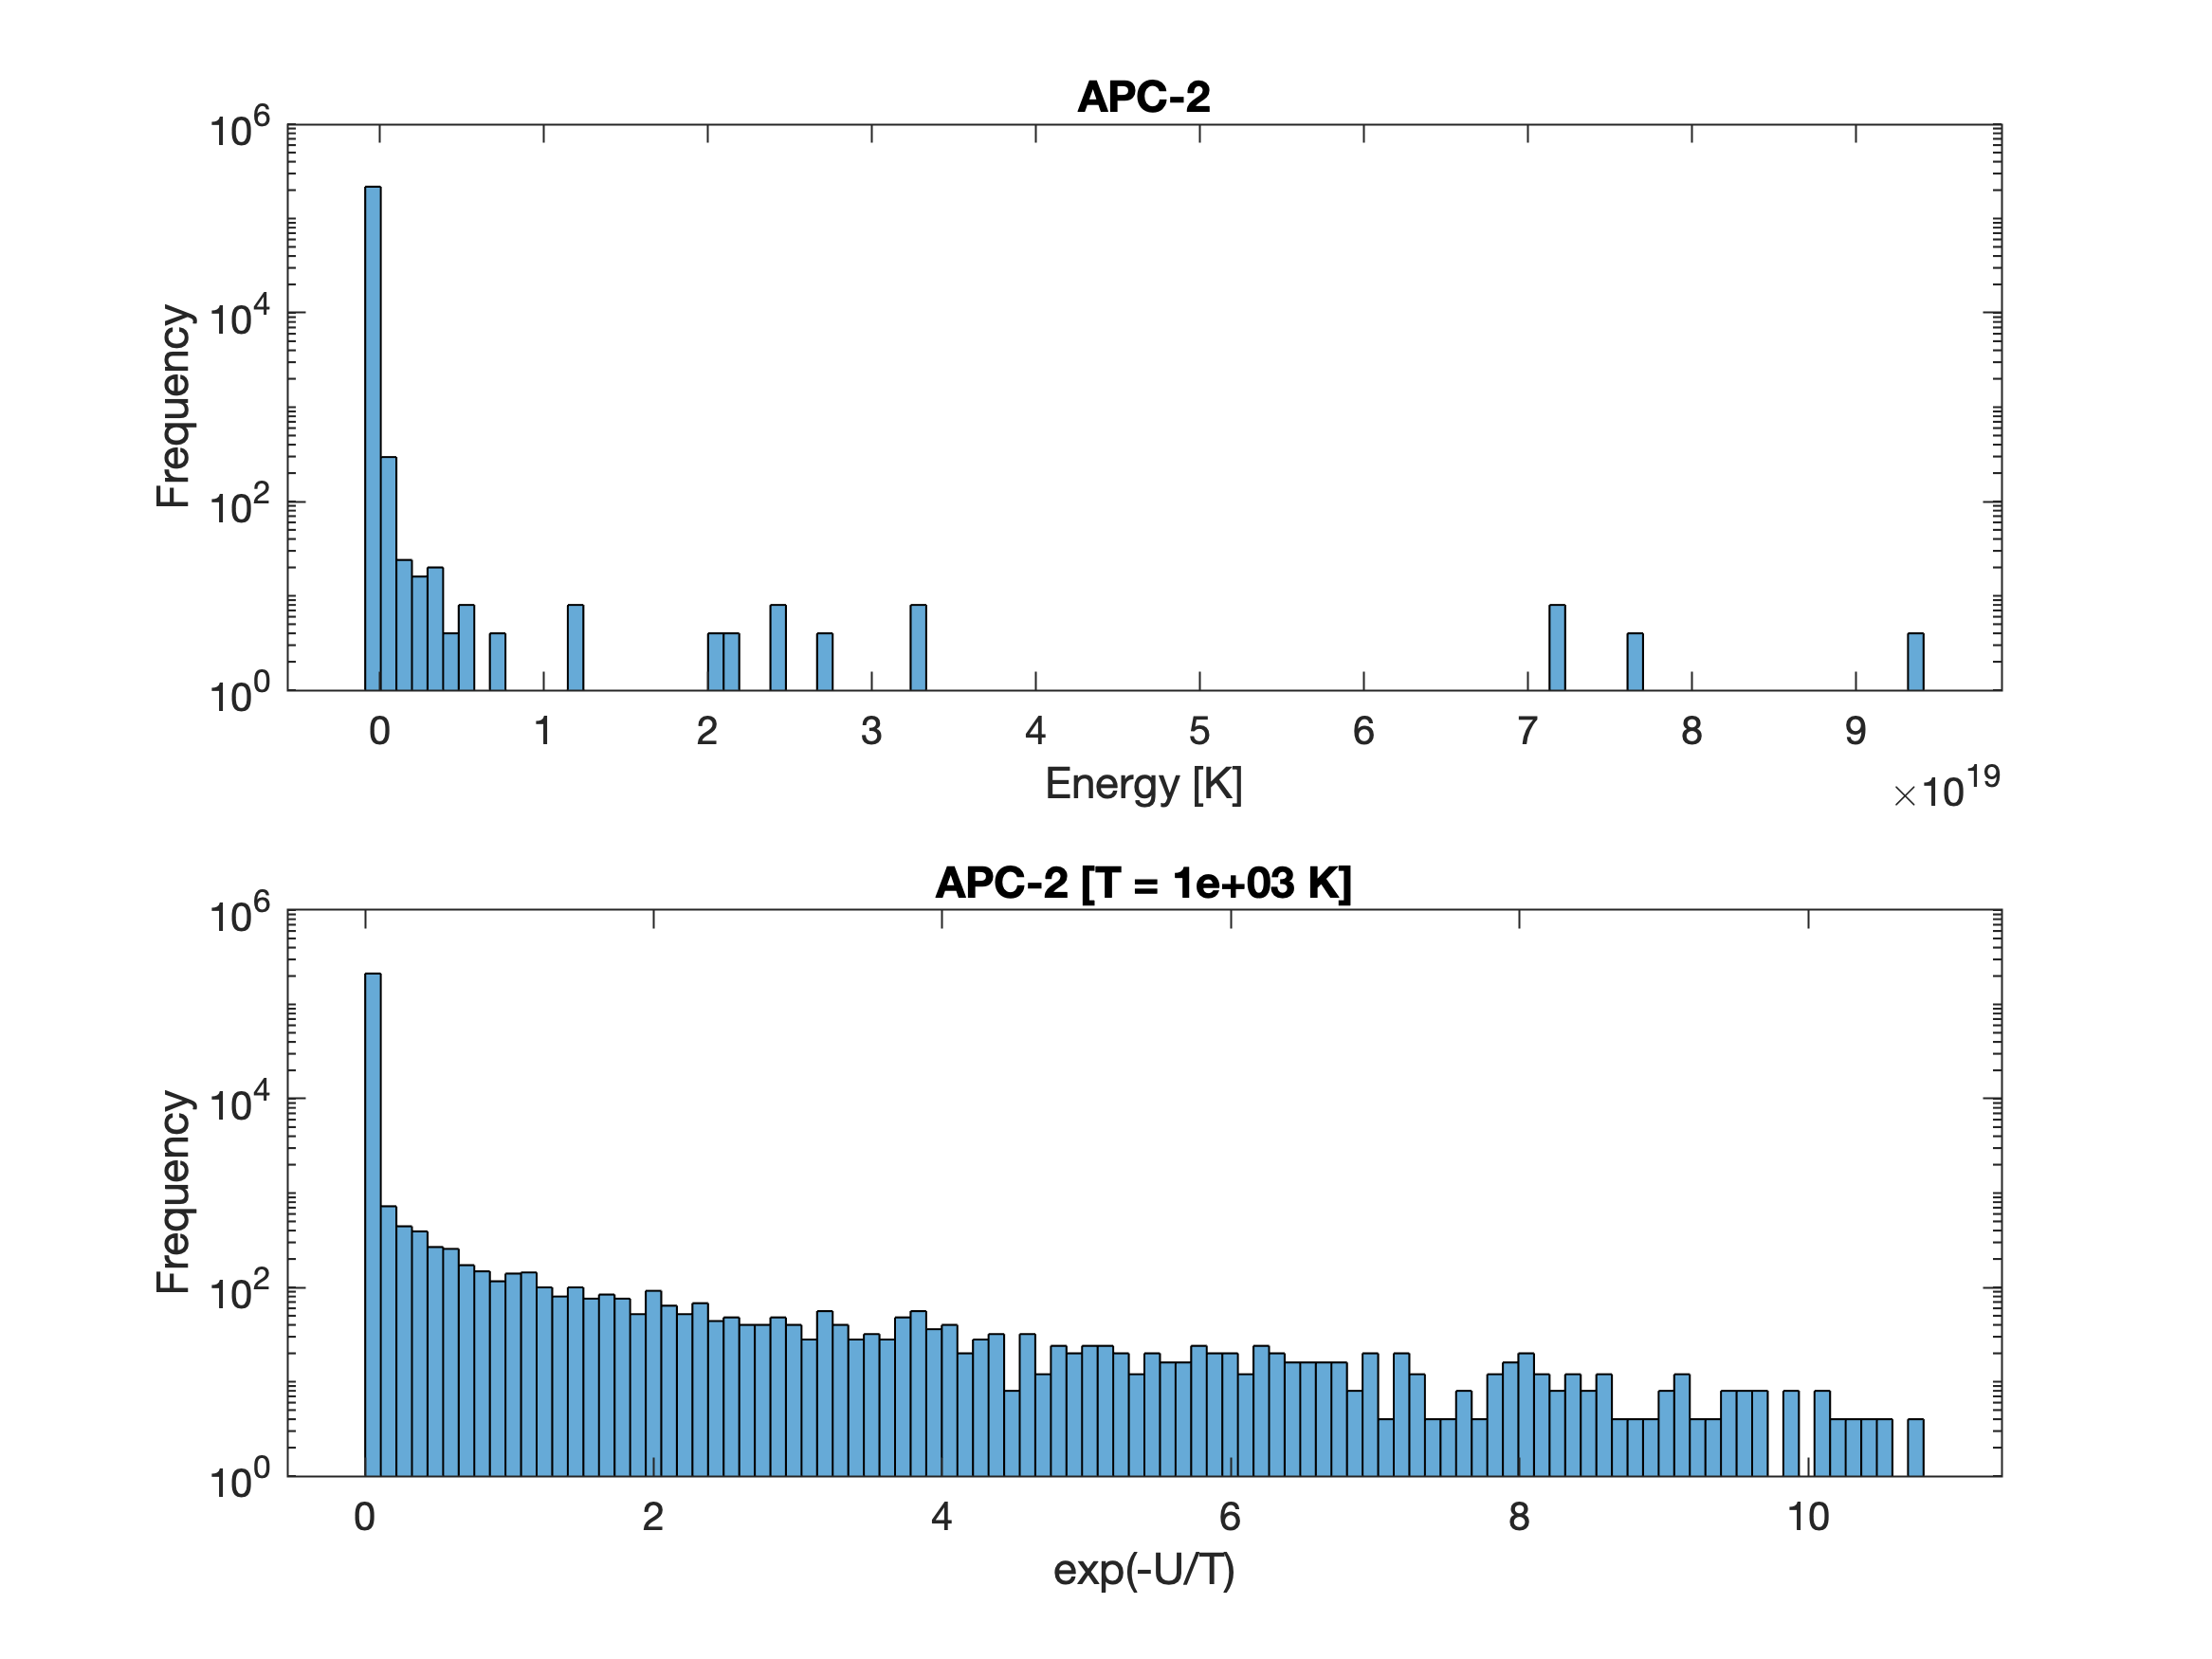 APC-2
10^6
10^4
10^2
10^0
Frequency
0 1 2 3 4 5 6 7 8 9
Energy [K]
×10^19
APC-2 [T = 1e+03 K]
10^6
10^4
10^2
10^0
Frequency
0 2 4 6 8 10
exp(-U/T)